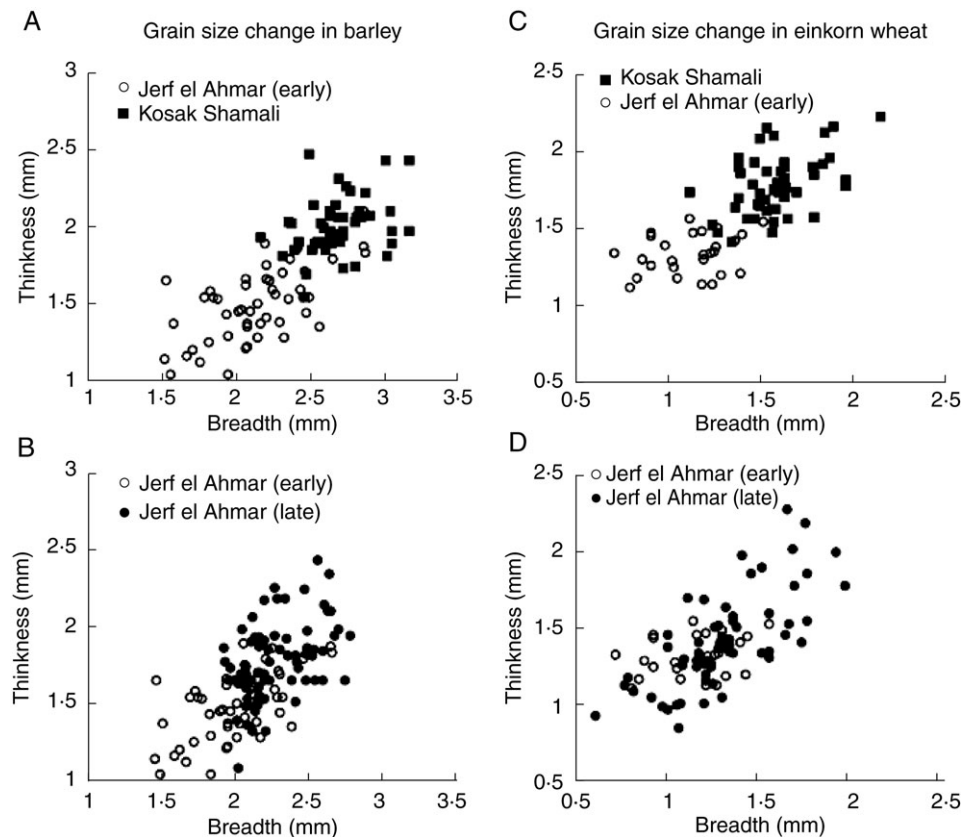 A
Grain size change in barley
3
Jerf el Ahmar (early)
Kosak Shamali
2·5
2
1·5
1
Thinkness (mm)
1
1·5
2
2·5
3
3·5
Breadth (mm)
C
Grain size change in einkorn wheat
2·5
Kosak Shamali
Jerf el Ahmar (early)
2
1·5
1
0·5
Thinkness (mm)
0·5
1
1·5
2
2·5
Breadth (mm)
B
3
Jerf el Ahmar (early)
Jerf el Ahmar (late)
2·5
2
1·5
1
Thinkness (mm)
1
1·5
2
2·5
3
3·5
Breadth (mm)
D
2·5
Jerf el Ahmar (early)
Jerf el Ahmar (late)
2
1·5
1
0·5
Thinkness (mm)
0·5
1
1·5
2
2·5
Breadth (mm)